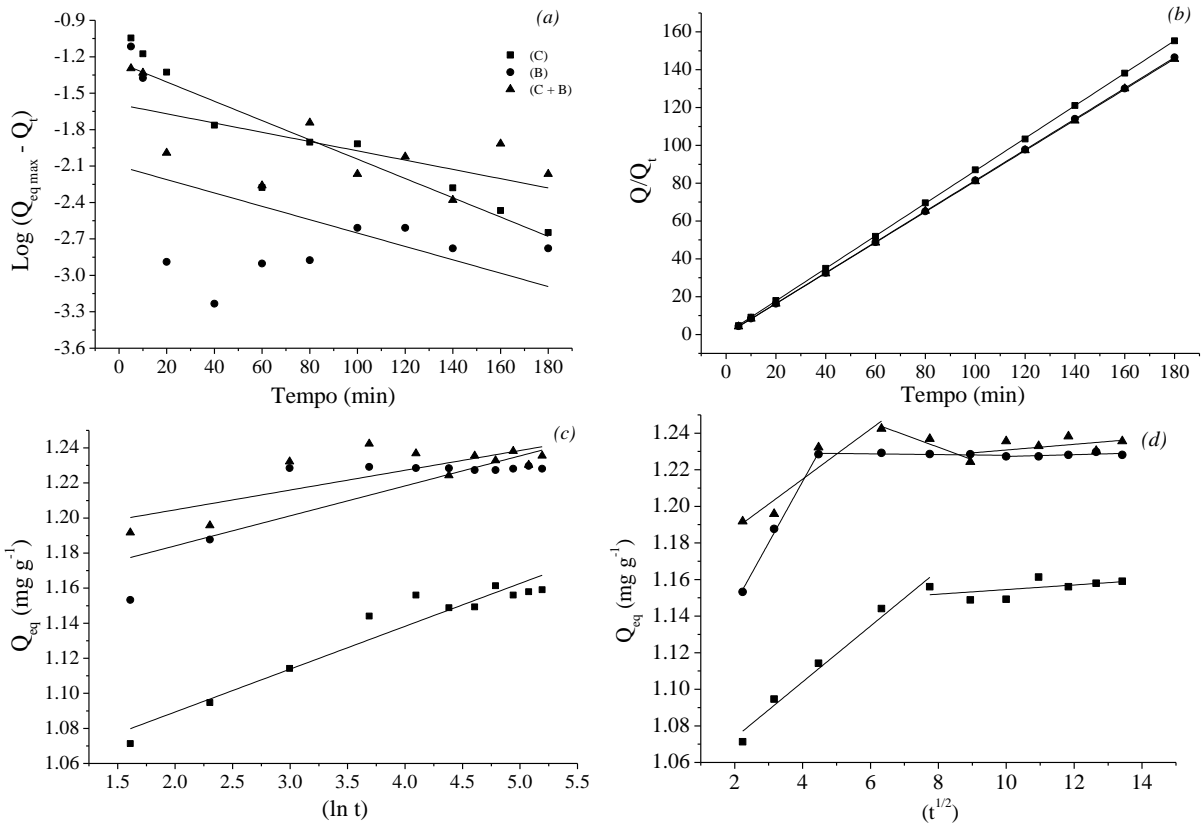 (a)
-0.9
-1.2
-1.5
-1.8
-2.1
-2.4
-2.7
-3.0
-3.3
-3.6
Log (Q eq max - Q t)
(C)
(B)
(C + B)
0 20 40 60 80 100 120 140 160 180
Tempo (min)
(b)
160
140
120
100
80
60
40
20
0
Q/Q t
0 20 40 60 80 100 120 140 160 180
Tempo (min)
(c)
1.24
1.22
1.20
1.18
1.16
1.14
1.12
1.10
1.08
1.06
Q eq (mg g -1)
1.5 2.0 2.5 3.0 3.5 4.0 4.5 5.0 5.5
(ln t)
(d)
1.24
1.22
1.20
1.18
1.16
1.14
1.12
1.10
1.08
1.06
Q eq (mg g -1)
2 4 6 8 10 12 14
(t 1/2)